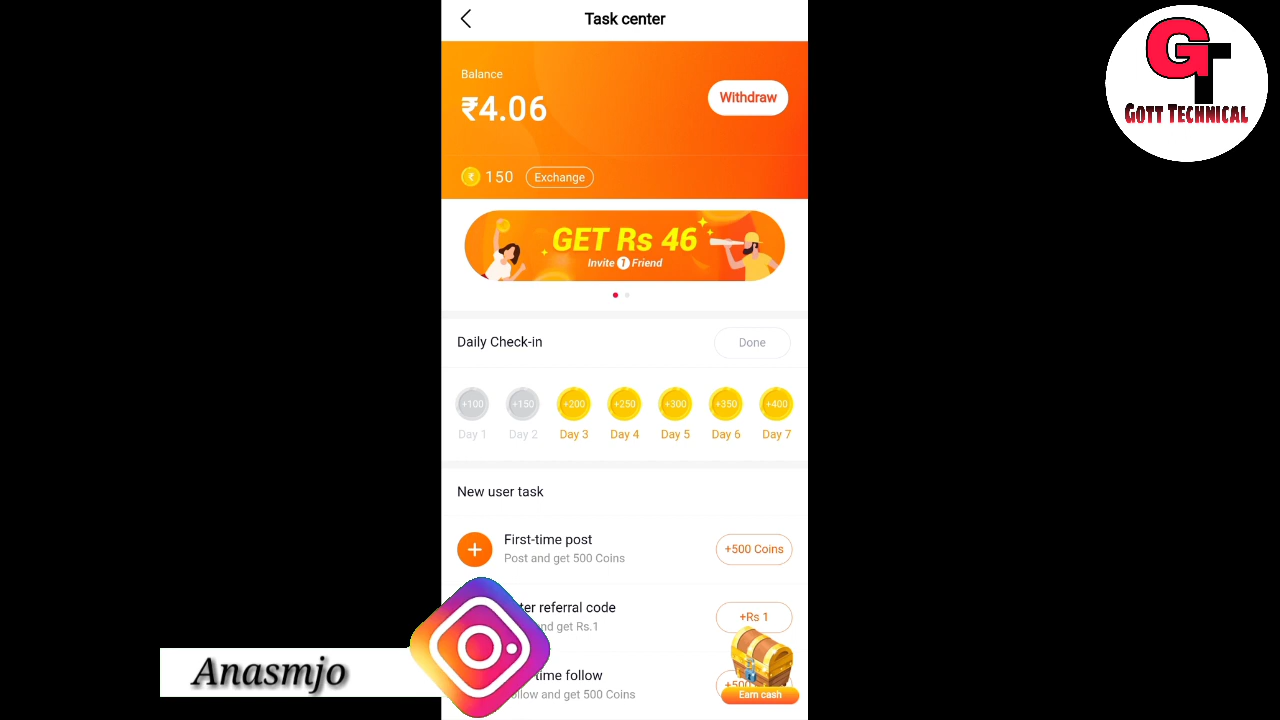 Task center
Balance
₹4.06
Withdraw
₹ 150 Exchange
GET Rs 46
Invite 1 Friend
Daily Check-in
Done
+100 +150 +200 +250 +300 +350 +400
Day 1 Day 2 Day 3 Day 4 Day 5 Day 6 Day 7
New user task
First-time post
Post and get 500 Coins
+500 Coins
ter referral code
and get Rs.1
+Rs 1
time follow
ollow and get 500 Coins
+500
Earn cash
Anasmjo
GT
GOTT TECHNICAL